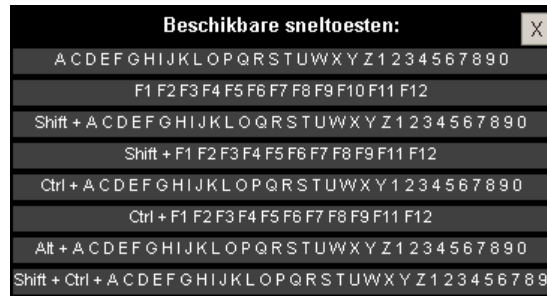 Beschikbare sneltoesten:
X
A C D E F G H I J K L O P Q R S T U W X Y Z 1 2 3 4 5 6 7 8 9 0
F1 F2 F3 F4 F5 F6 F7 F8 F9 F10 F11 F12
Shift + A C D E F G H I J K L O Q R S T U W X Y Z 1 2 3 4 5 6 7 8 9 0
Shift + F1 F2 F3 F4 F5 F6 F7 F8 F9 F11 F12
Ctrl + A C D E F G H I J K L O P Q R S T U W X Y 1 2 3 4 5 6 7 8 9 0
Ctrl + F1 F2 F3 F4 F5 F6 F7 F8 F9 F11 F12
Alt + A C D E F G H I J K L O P Q R S T U W X Y Z 1 2 3 4 5 6 7 8 9 0
Shift + Ctrl + A C D E F G H I J K L O P Q R S T U W X Y Z 1 2 3 4 5 6 7 8 9